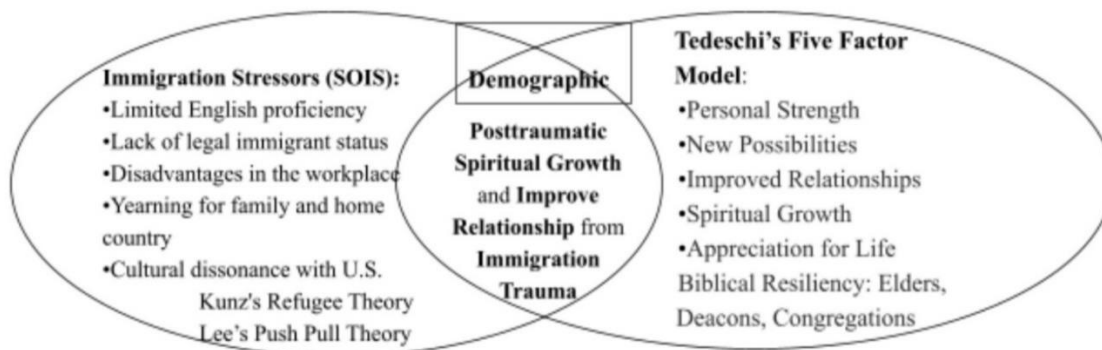 Immigration Stressors (SOIS):
•Limited English proficiency
•Lack of legal immigrant status
•Disadvantages in the workplace
•Yearning for family and home
country
•Cultural dissonance with U.S.
Kunz's Refugee Theory
Lee's Push Pull Theory
Demographic
Posttraumatic
Spiritual Growth
and Improve
Relationship from
Immigration
Trauma
Tedeschi's Five Factor
Model:
•Personal Strength
•New Possibilities
•Improved Relationships
•Spiritual Growth
•Appreciation for Life
Biblical Resiliency: Elders,
Deacons, Congregations